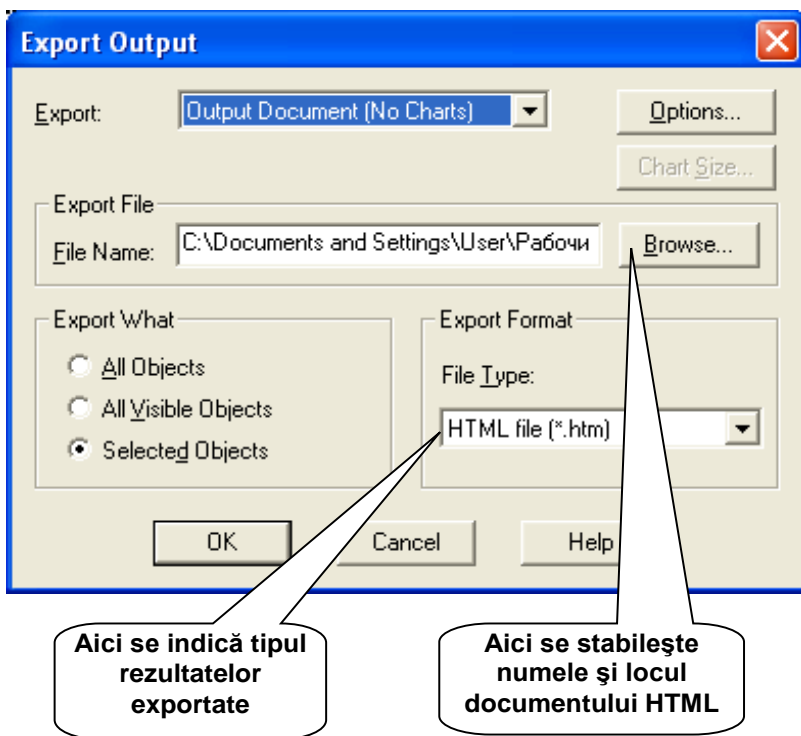 Export Output
Export:
Output Document (No Charts)
Options...
Chart Size...
Export File
File Name:
C:\Documents and Settings\User\Рабочи
Browse...
Export What
All Objects
All Visible Objects
Selected Objects
Export Format
File Type:
HTML file (*.htm)
OK
Cancel
Help
Aici se indică tipul
rezultatelor
exportate
Aici se stabileşte
numele şi locul
documentului HTML